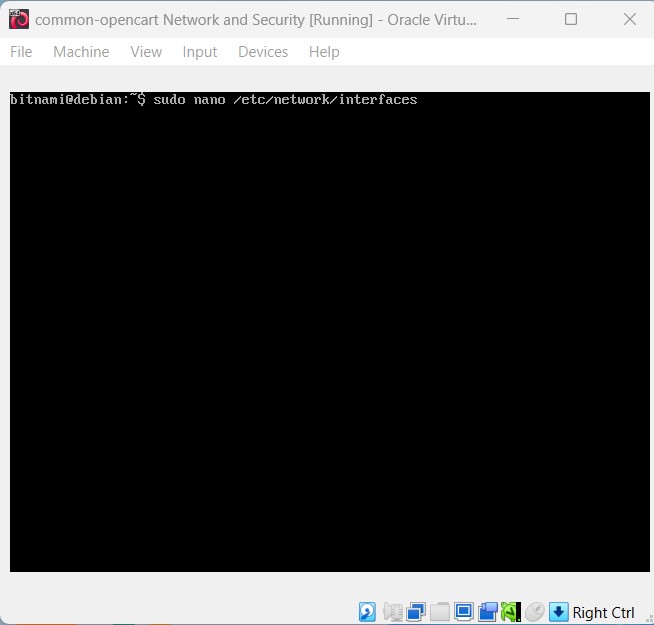 common-opencart Network and Security [Running] - Oracle Virtu...
File Machine View Input Devices Help
bitnami@debian:~$ sudo nano /etc/network/interfaces
Right Ctrl